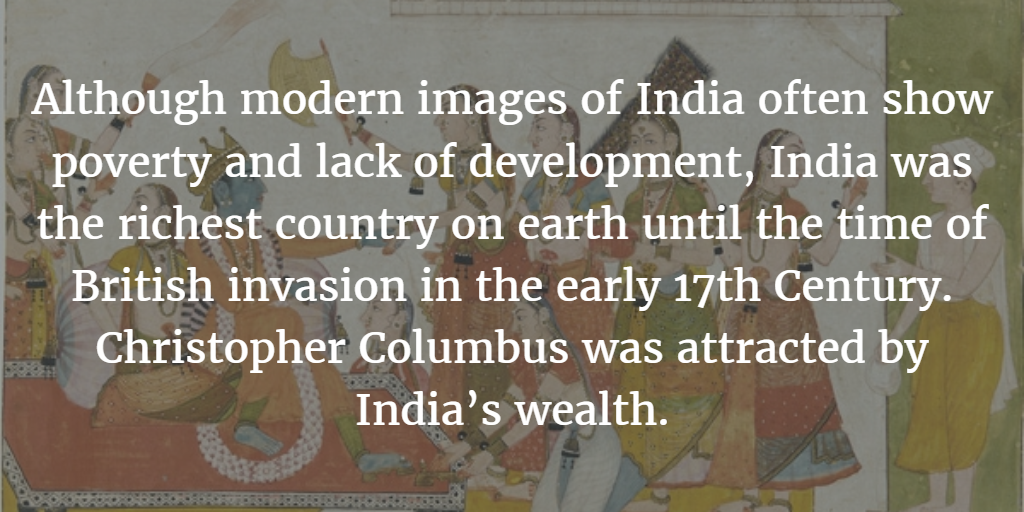 Although modern images of India often show
poverty and lack of development, India was
the richest country on earth until the time of
British invasion in the early 17th Century.
Christopher Columbus was attracted by
India’s wealth.